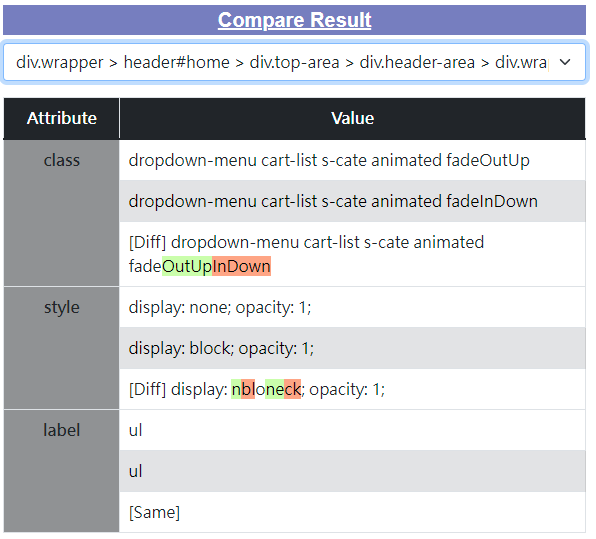 Compare Result
div.wrapper > header#home > div.top-area > div.header-area > div.wra
Attribute Value
class
dropdown-menu cart-list s-cate animated fadeOutUp
dropdown-menu cart-list s-cate animated fadeInDown
[Diff] dropdown-menu cart-list s-cate animated
fadeOutUpInDown
style
display: none; opacity: 1;
display: block; opacity: 1;
[Diff] display: nbloneck; opacity: 1;
label
ul
ul
[Same]